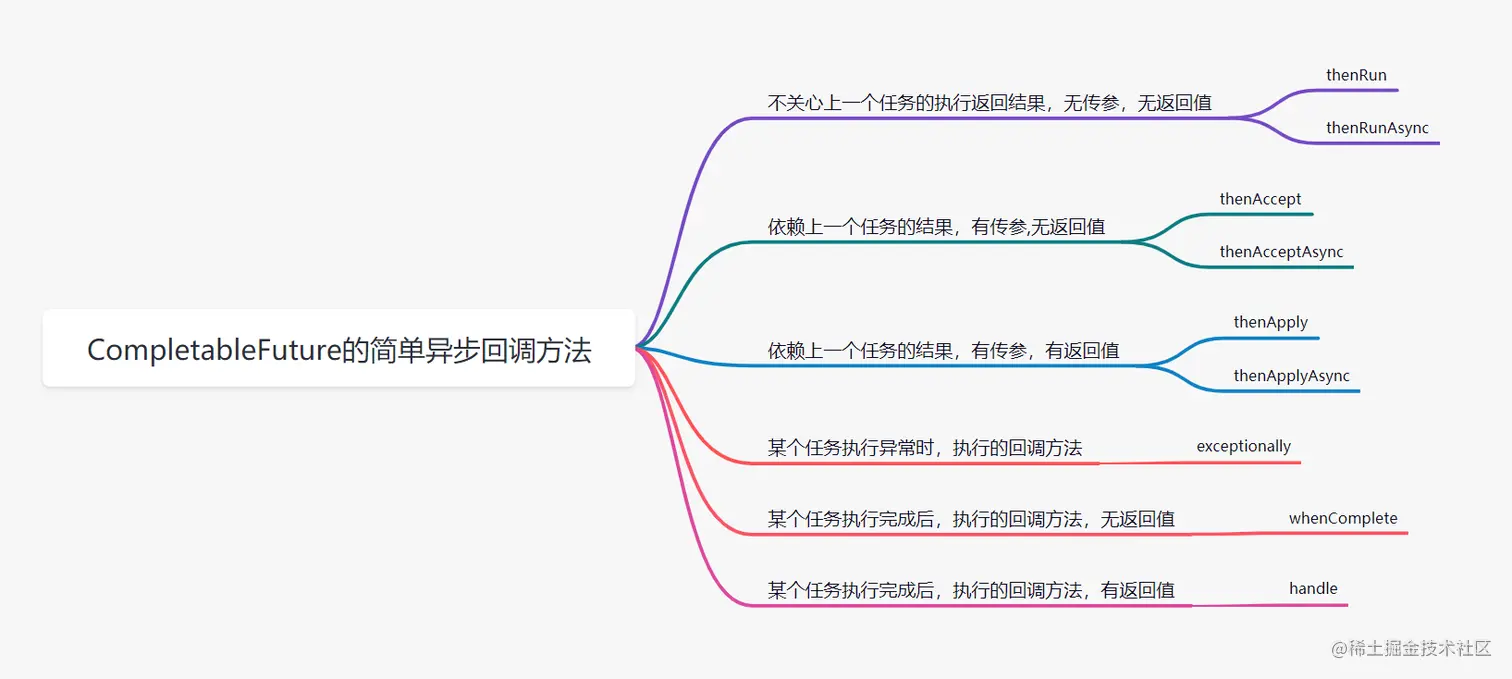 CompletableFuture的简单异步回调方法
不关心上一个任务的执行返回结果，无传参，无返回值
thenRun
thenRunAsync
依赖上一个任务的结果，有传参,无返回值
thenAccept
thenAcceptAsync
依赖上一个任务的结果，有传参，有返回值
thenApply
thenApplyAsync
某个任务执行异常时，执行的回调方法
exceptionally
某个任务执行完成后，执行的回调方法，无返回值
whenComplete
某个任务执行完成后，执行的回调方法，有返回值
handle
@稀土掘金技术社区